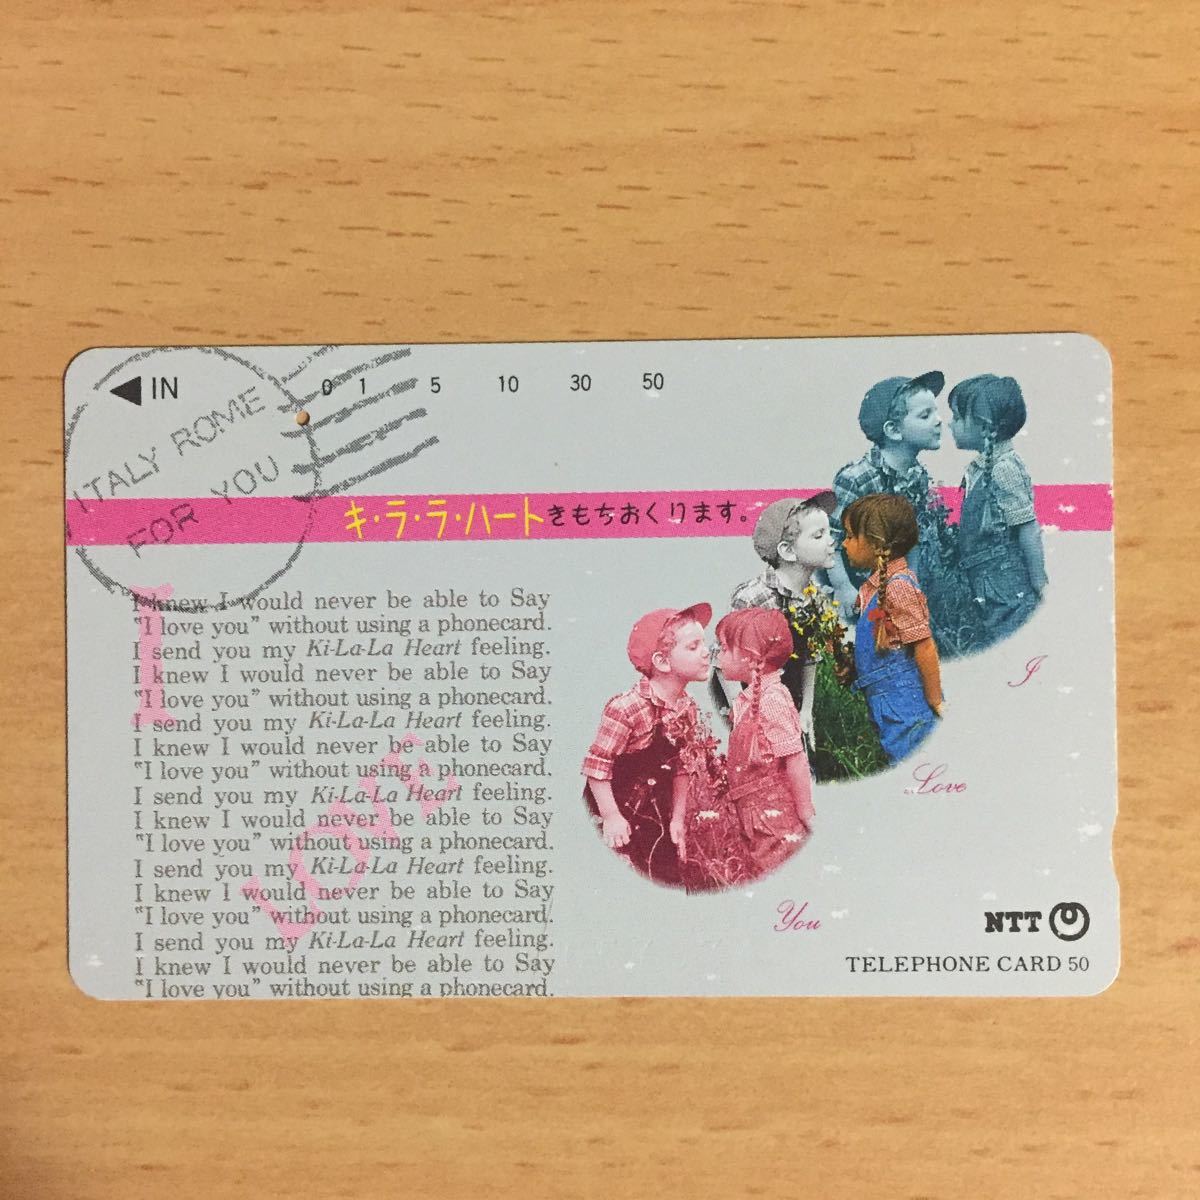 IN
0 1 5 10 30 50
ITALY ROME
FOR YOU
キ・ラ・ラ・ハートきもちおくります。
I knew I would never be able to Say
"I love you" without using a phonecard.
I send you my Ki-La-La Heart feeling.
I knew I would never be able to Say
"I love you" without using a phonecard.
I send you my Ki-La-La Heart feeling.
I knew I would never be able to Say
"I love you" without using a phonecard.
I send you my Ki-La-La Heart feeling.
I knew I would never be able to Say
"I love you" without using a phonecard.
I send you my Ki-La-La Heart feeling.
I knew I would never be able to Say
"I love you" without using a phonecard.
I send you my Ki-La-La Heart feeling.
I knew I would never be able to Say
"I love you" without using a phonecard.
I
LOVE
I
Love
You
NTT
TELEPHONE CARD 50